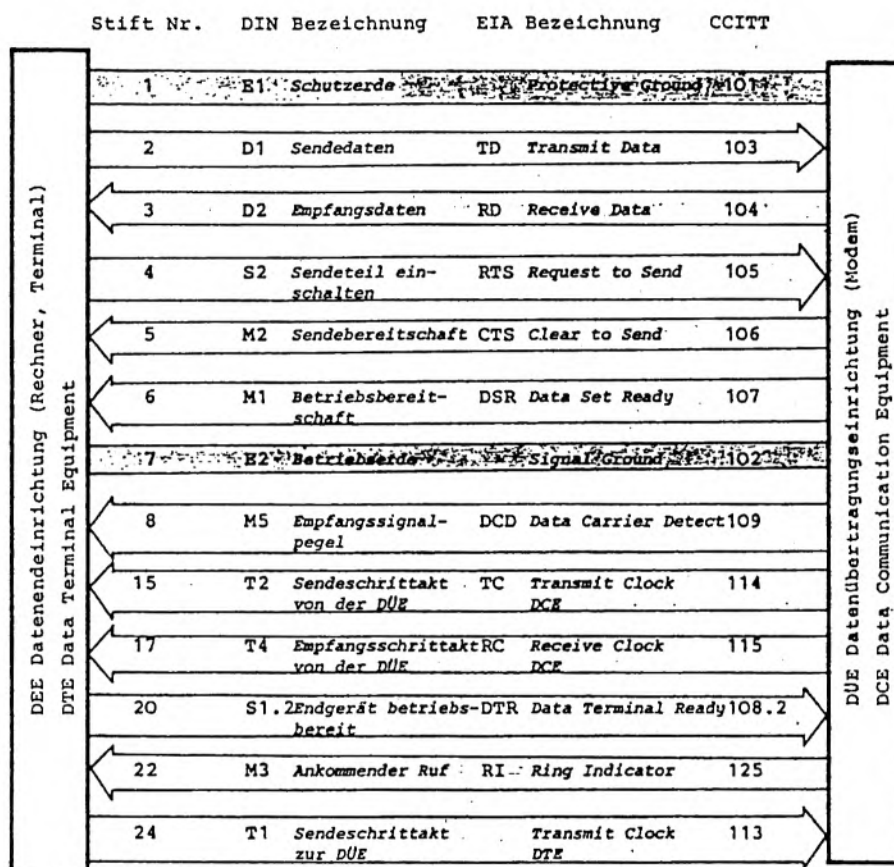 Stift Nr. DIN Bezeichnung EIA Bezeichnung CCITT
1 E1 Schutzerde Protective Ground 101
2 D1 Sendedaten TD Transmit Data 103
3 D2 Empfangsdaten RD Receive Data 104
4 S2 Sendeteil ein- RTS Request to Send 105
schalten
5 M2 Sendebereitschaft CTS Clear to Send 106
6 M1 Betriebsbereit- DSR Data Set Ready 107
schaft
7 E2 Betriebserde Signal Ground 102
8 M5 Empfangssignal- DCD Data Carrier Detect 109
pegel
15 T2 Sendeschrittakt TC Transmit Clock 114
von der DÜE DCE
17 T4 Empfangsschrittakt RC Receive Clock 115
von der DÜE DCE
20 S1.2 Endgerät betriebs- DTR Data Terminal Ready 108.2
bereit
22 M3 Ankommender Ruf RI Ring Indicator 125
24 T1 Sendeschrittakt Transmit Clock 113
zur DÜE DTE
DEE Datenendeinrichtung (Rechner, Terminal)
DTE Data Terminal Equipment
DÜE Datenübertragungseinrichtung (Modem)
DCE Data Communication Equipment